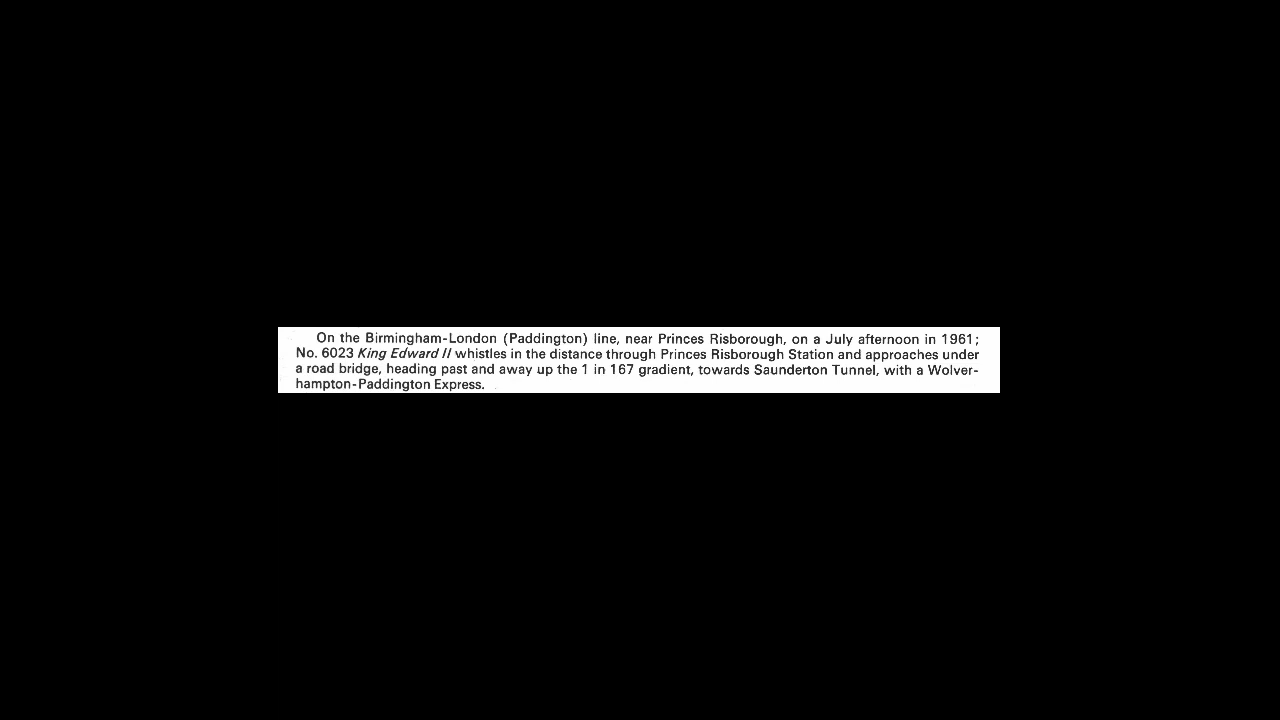 On the Birmingham-London (Paddington) line, near Princes Risborough, on a July afternoon in 1961;
No. 6023 King Edward II whistles in the distance through Princes Risborough Station and approaches under
a road bridge, heading past and away up the 1 in 167 gradient, towards Saunderton Tunnel, with a Wolver-
hampton-Paddington Express.